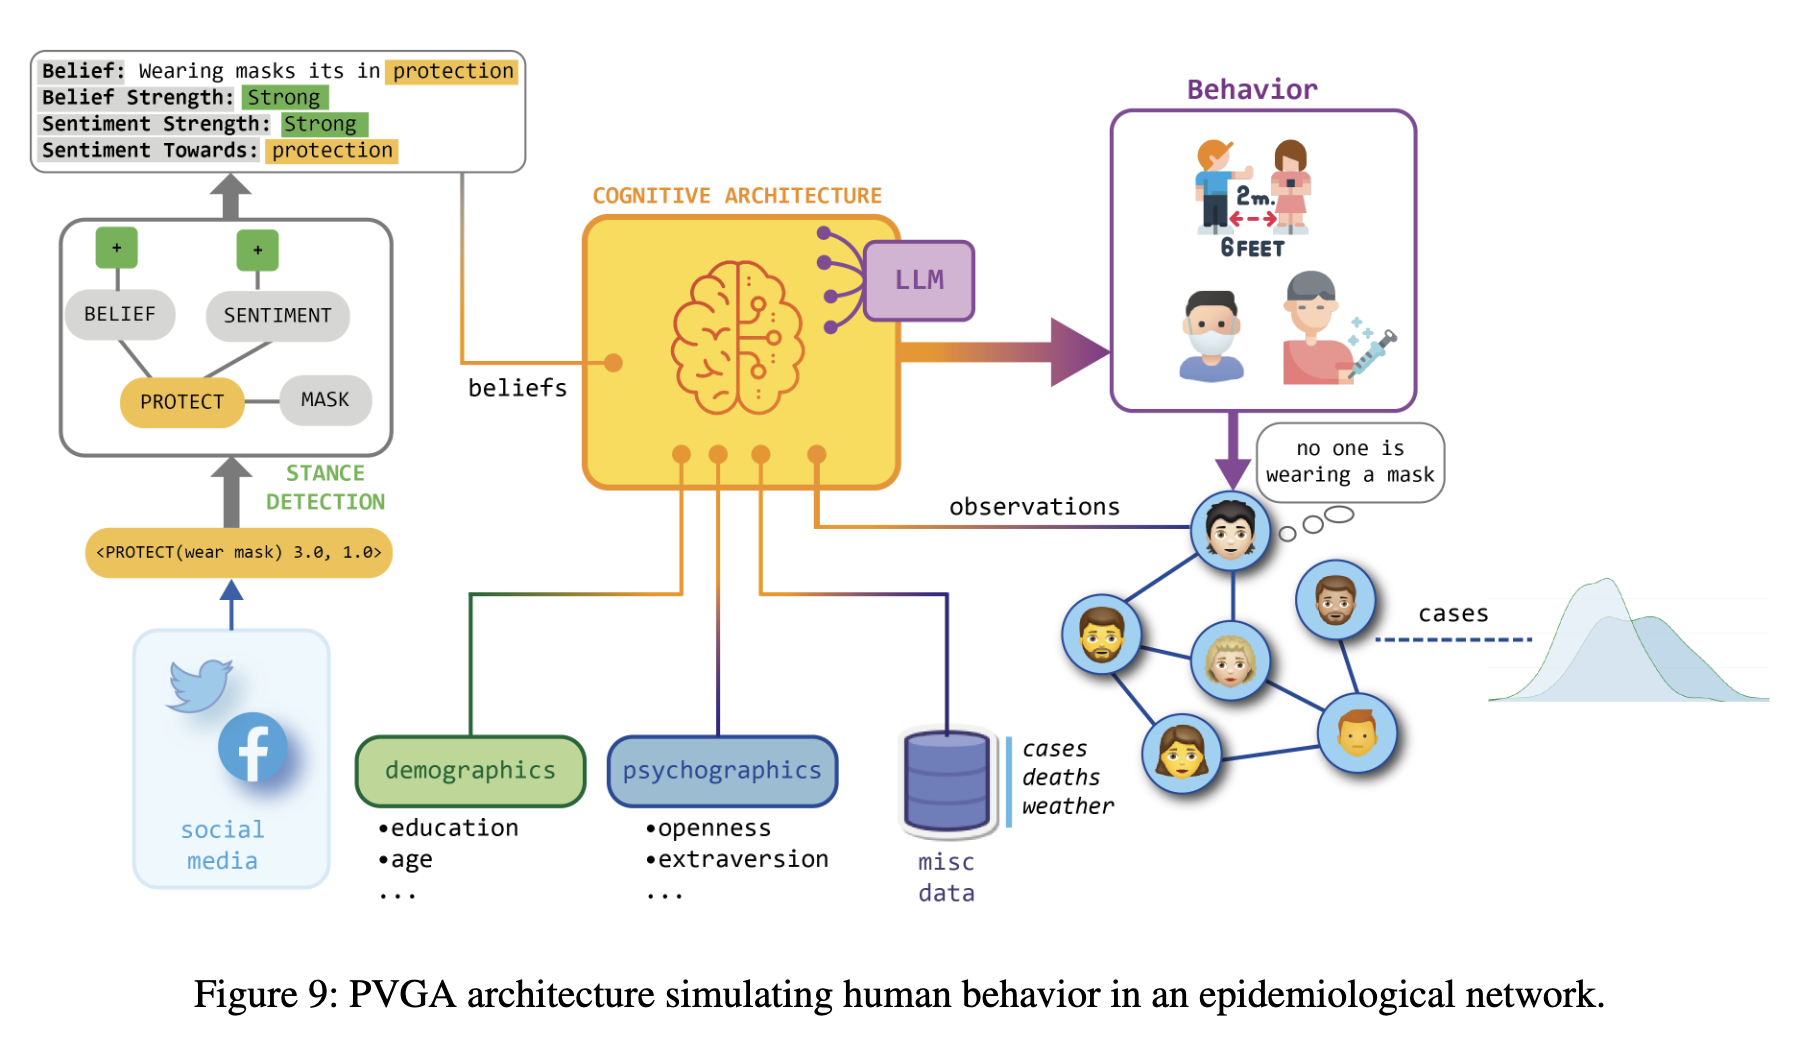 Belief: Wearing masks its in protection
Belief Strength: Strong
Sentiment Strength: Strong
Sentiment Towards: protection
+
+
BELIEF
SENTIMENT
PROTECT
MASK
STANCE
DETECTION
<PROTECT(wear mask) 3.0, 1.0>
social
media
beliefs
COGNITIVE ARCHITECTURE
LLM
Behavior
2m.
6FEET
no one is
wearing a mask
observations
cases
demographics
•education
•age
...
psychographics
•openness
•extraversion
...
cases
deaths
weather
misc
data
Figure 9: PVGA architecture simulating human behavior in an epidemiological network.